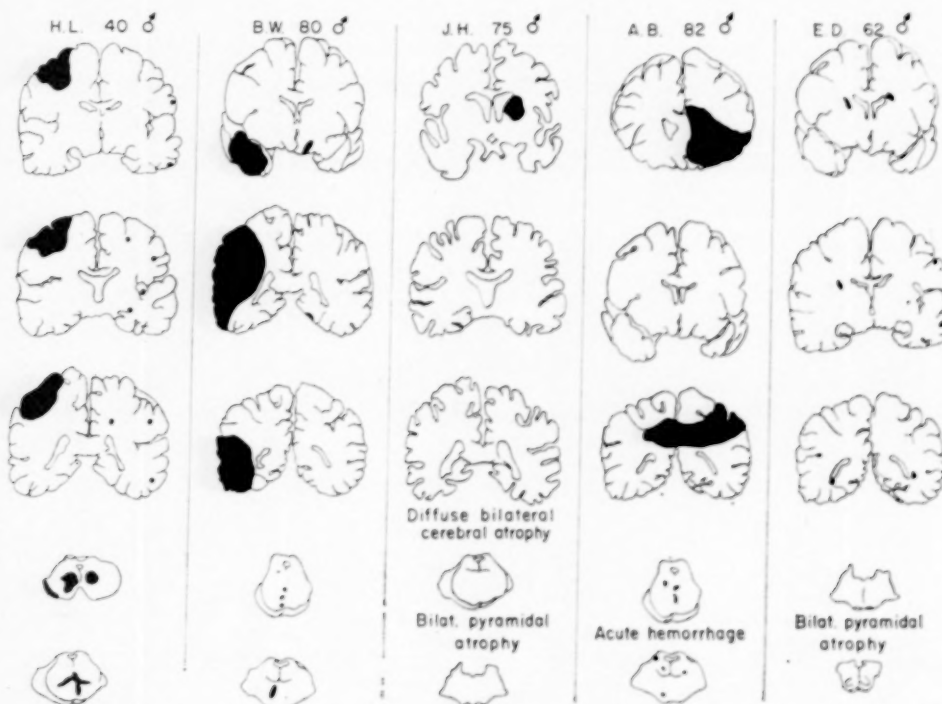 H.L. 40 ♂
B.W. 80 ♂
J.H. 75 ♂
A.B. 82 ♂
E.D. 62 ♂
Diffuse bilateral
cerebral atrophy
Bilat. pyramidal
atrophy
Acute hemorrhage
Bilat. pyramidal
atrophy